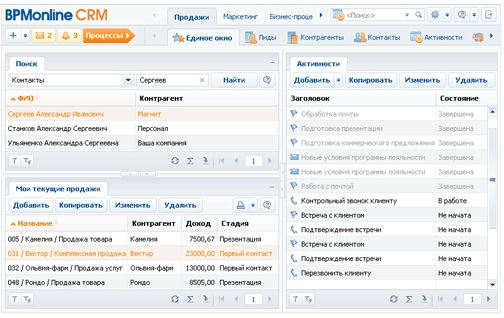 BPMonline CRM
Продажи Маркетинг Бизнес-проце <Поиск>
2 3 Процессы
Единое окно Лиды Контрагенты Контакты Активности
Поиск
Контакты Сергеев Найти
ФИО Контрагент
Сергеев Александр Иванович Магнит
Станков Александр Сергеевич Персонал
Ульяненко Александра Сергеевна Ваша компания
1
Мои текущие продажи
Добавить Копировать Изменить Удалить
Название Контрагент Доход Стадия
005 / Камелия / Продажа товара Камелия 7500,67 Презентация
031 / Вектор / Комплексная продажа Вектор 23000,00 Первый контакт
032 / Ольвия-фарм / Продажа услуг Ольвия-фарм 13000,00 Первый контакт
048 / Рондо / Продажа товара Рондо 8505,00 Презентация
1
Активности
Добавить Копировать Изменить Удалить
Заголовок Состояние
Обработка почты Завершена
Подготовка презентации Завершена
Подготовка коммерческого предложения Завершена
Новые условия программы лояльности Завершена
Новые условия программы лояльности Завершена
Работа с почтой Завершена
Контрольный звонок клиенту В работе
Встреча с клиентом Не начата
Подтверждение встречи Не начата
Встреча с клиентом Не начата
Подтверждение встречи Не начата
Перезвонить клиенту Не начата
1